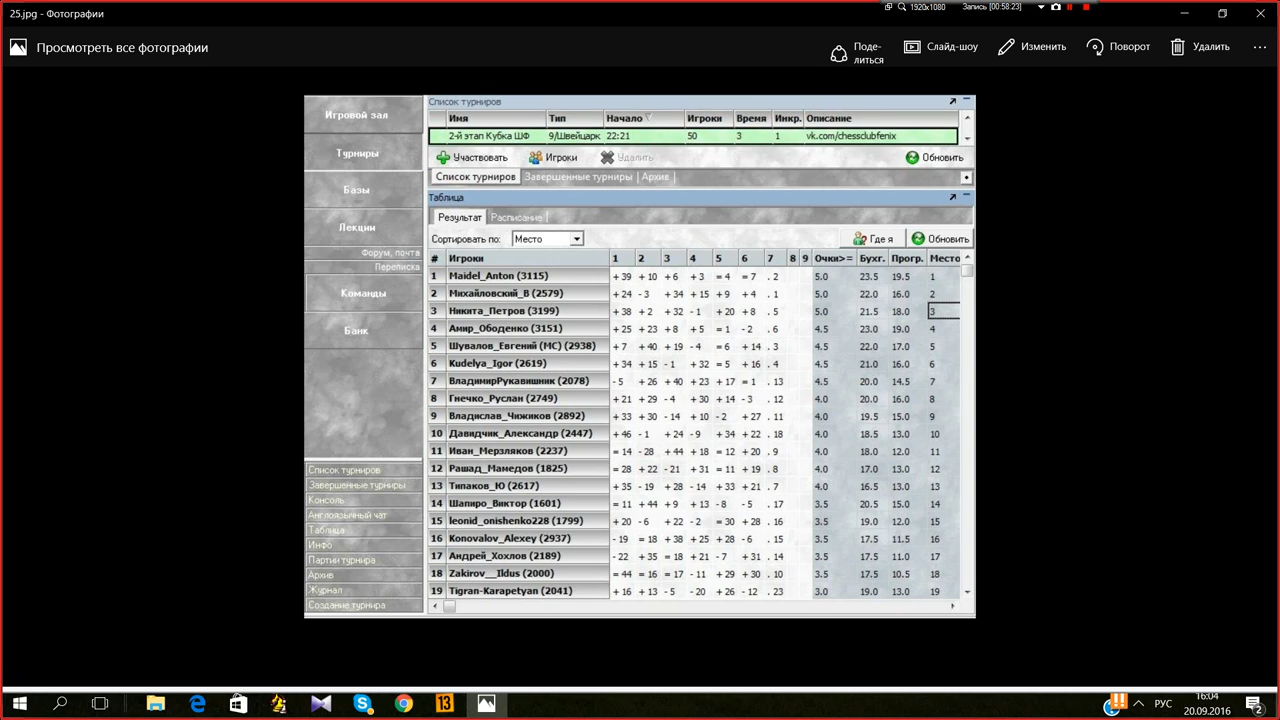 25.jpg - Фотографии
1920x1080 Запись [00:58:23]
Просмотреть все фотографии
Поде-
литься
Слайд-шоу
Изменить
Поворот
Удалить
Игровой зал
Турниры
Базы
Лекции
Форум, почта
Переписка
Команды
Банк
Список турниров
Завершенные турниры
Консоль
Англоязычный чат
Таблица
Инфо
Партии турнира
Архив
Журнал
Создание турнира
Список турниров
Имя Тип Начало Игроки Время Инкр. Описание
2-й этап Кубка ШФ 9/Швейцарк 22:21 50 3 1 vk.com/chessclubfenix
Участвовать Игроки Удалить Обновить
Список турниров Завершенные турниры Архив
Таблица
Результат Расписание
Сортировать по: Место Где я Обновить
# Игроки 1 2 3 4 5 6 7 8 9 Очки>= Бухг. Прогр. Место
1 Maidel_Anton (3115) + 39 + 10 + 6 + 3 = 4 = 7 . 2 5.0 23.5 19.5 1
2 Михайловский_В (2579) + 24 - 3 + 34 + 15 + 9 + 4 . 1 5.0 22.0 16.0 2
3 Никита_Петров (3199) + 38 + 2 + 32 - 1 + 20 + 8 . 5 5.0 21.5 18.0 3
4 Амир_Ободенко (3151) + 25 + 23 + 8 + 5 = 1 - 2 . 6 4.5 23.0 19.0 4
5 Шувалов_Евгений (МС) (2938) + 7 + 40 + 19 - 4 = 6 + 14 . 3 4.5 22.0 17.0 5
6 Kudelya_Igor (2619) + 34 + 15 - 1 + 32 = 5 + 16 . 4 4.5 21.0 16.0 6
7 ВладимирРукавишник (2078) - 5 + 26 + 40 + 23 + 17 = 1 . 13 4.5 20.0 14.5 7
8 Гнечко_Руслан (2749) + 21 + 29 - 4 + 30 + 14 - 3 . 12 4.0 20.0 16.0 8
9 Владислав_Чижиков (2892) + 33 + 30 - 14 + 10 - 2 + 27 . 11 4.0 19.5 15.0 9
10 Давидчик_Александр (2447) + 46 - 1 + 24 - 9 + 34 + 22 . 18 4.0 18.5 13.0 10
11 Иван_Мерзляков (2237) = 14 - 28 + 44 + 18 = 12 + 20 . 9 4.0 18.0 12.0 11
12 Рашад_Мамедов (1825) = 28 + 22 - 21 + 31 = 11 + 19 . 8 4.0 17.0 13.0 12
13 Типаков_Ю (2617) + 35 - 19 + 28 - 14 + 33 + 21 . 7 4.0 16.5 13.0 13
14 Шапиро_Виктор (1601) = 11 + 44 + 9 + 13 - 8 - 5 . 17 3.5 20.5 15.0 14
15 leonid_onishenko228 (1799) + 20 - 6 + 22 - 2 = 30 + 28 . 16 3.5 19.0 12.0 15
16 Konovalov_Alexey (2937) - 19 = 18 + 38 + 25 + 28 - 6 . 15 3.5 17.5 11.5 16
17 Андрей_Хохлов (2189) - 22 + 35 = 18 + 21 - 7 + 31 . 14 3.5 17.5 11.0 17
18 Zakirov__Ildus (2000) = 44 = 16 = 17 - 11 + 29 + 30 . 10 3.5 17.5 10.5 18
19 Tigran-Karapetyan (2041) + 16 + 13 - 5 - 20 + 26 - 12 . 23 3.0 19.0 13.0 19
13
РУС
16:04
20.09.2016
2